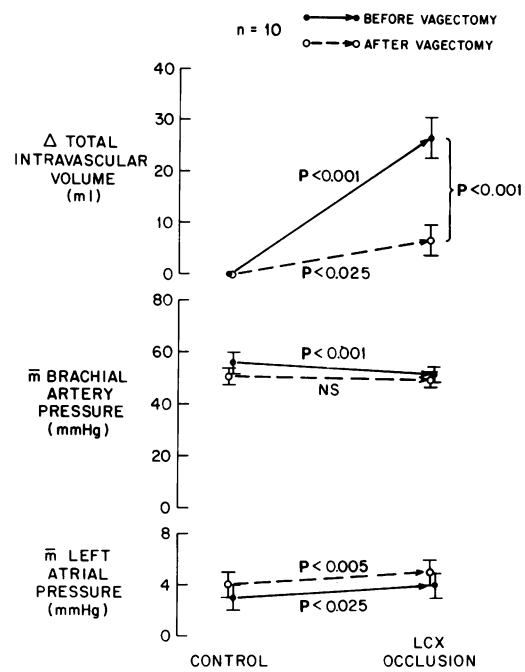 n = 10
BEFORE VAGECTOMY
AFTER VAGECTOMY
Δ TOTAL
INTRAVASCULAR
VOLUME
(ml)
40
30
20
10
0
P<0.001
P<0.001
P<0.025
m̅ BRACHIAL
ARTERY
PRESSURE
(mmHg)
80
60
40
20
0
P<0.001
NS
m̅ LEFT
ATRIAL
PRESSURE
(mmHg)
8
4
0
P<0.005
P<0.025
CONTROL
LCX
OCCLUSION